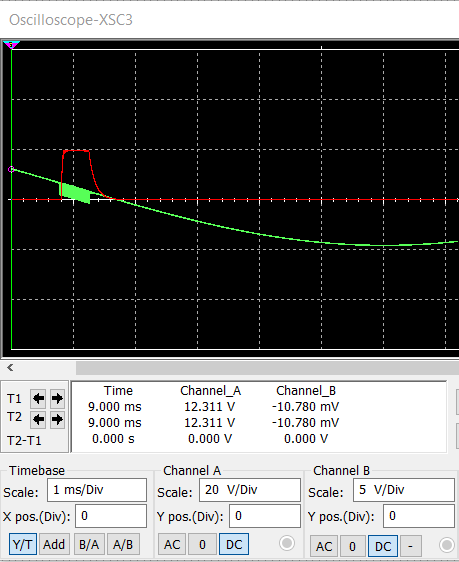 Oscilloscope-XSC3
Time Channel_A Channel_B
T1 9.000 ms 12.311 V -10.780 mV
T2 9.000 ms 12.311 V -10.780 mV
T2-T1 0.000 s 0.000 V 0.000 V
Timebase Channel A Channel B
Scale: 1 ms/Div Scale: 20 V/Div Scale: 5 V/Div
X pos.(Div): 0 Y pos.(Div): 0 Y pos.(Div): 0
Y/T Add B/A A/B AC 0 DC AC 0 DC -